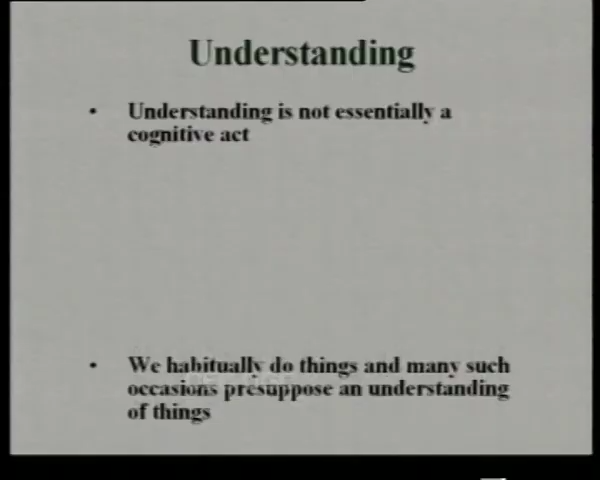 Understanding
• Understanding is not essentially a
cognitive act
• We habitually do things and many such
occasions presuppose an understanding
of things